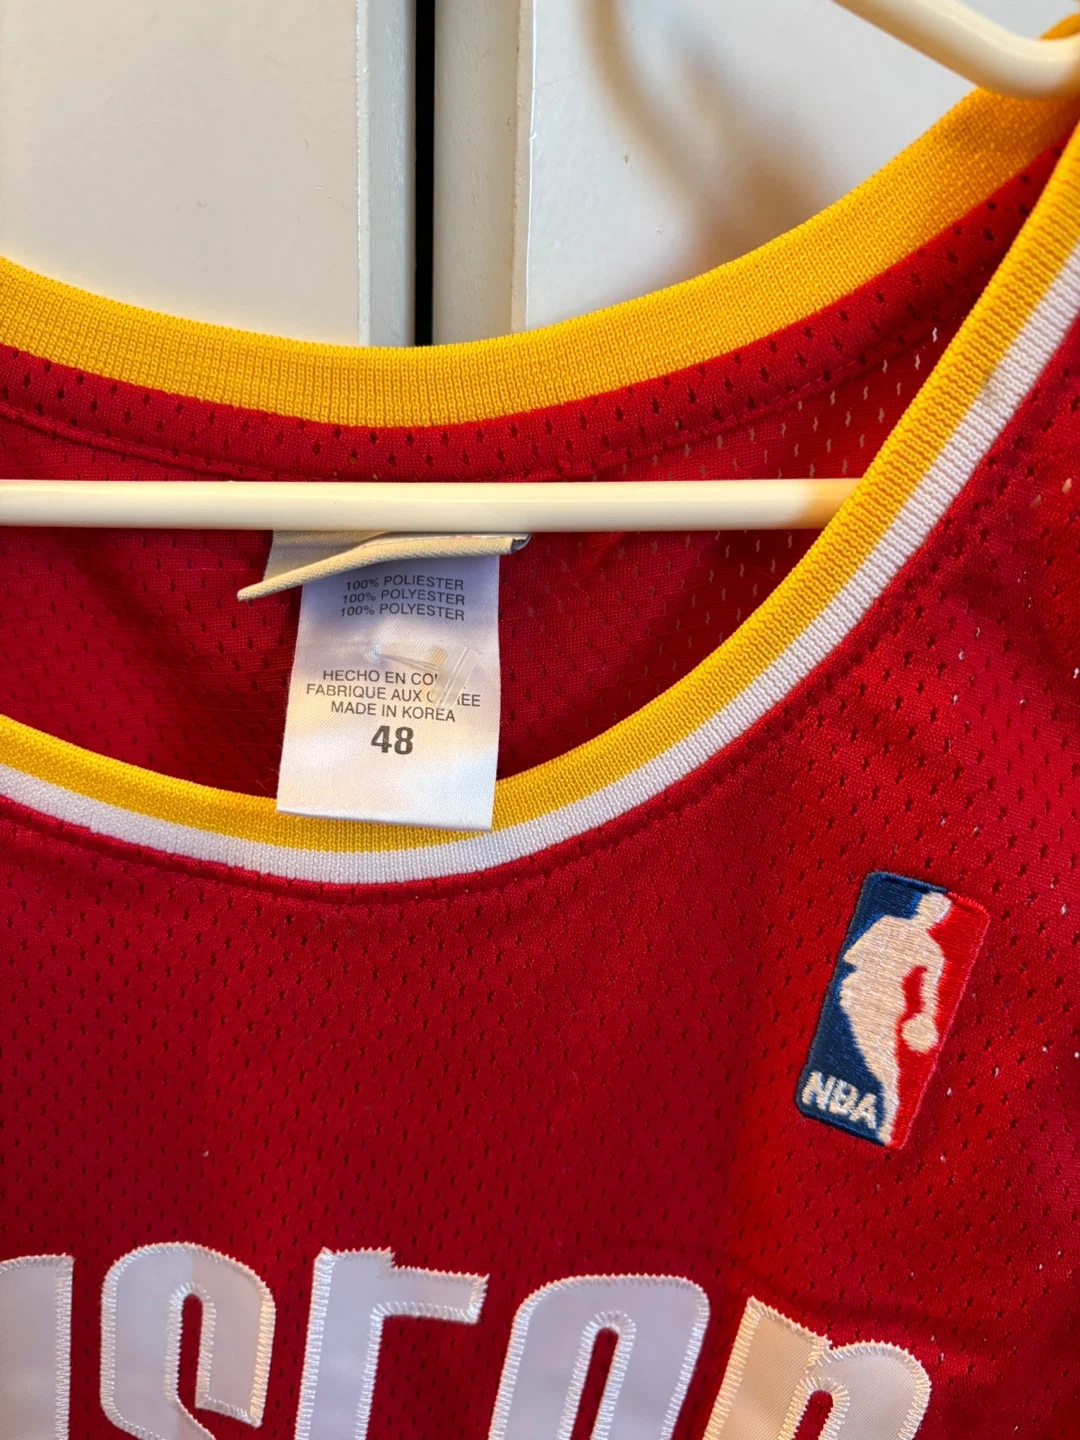 100% POLIESTER
100% POLYESTER
100% POLYESTER
HECHO EN
FABRIQUE AUX
MADE IN KOREA
48
NBA